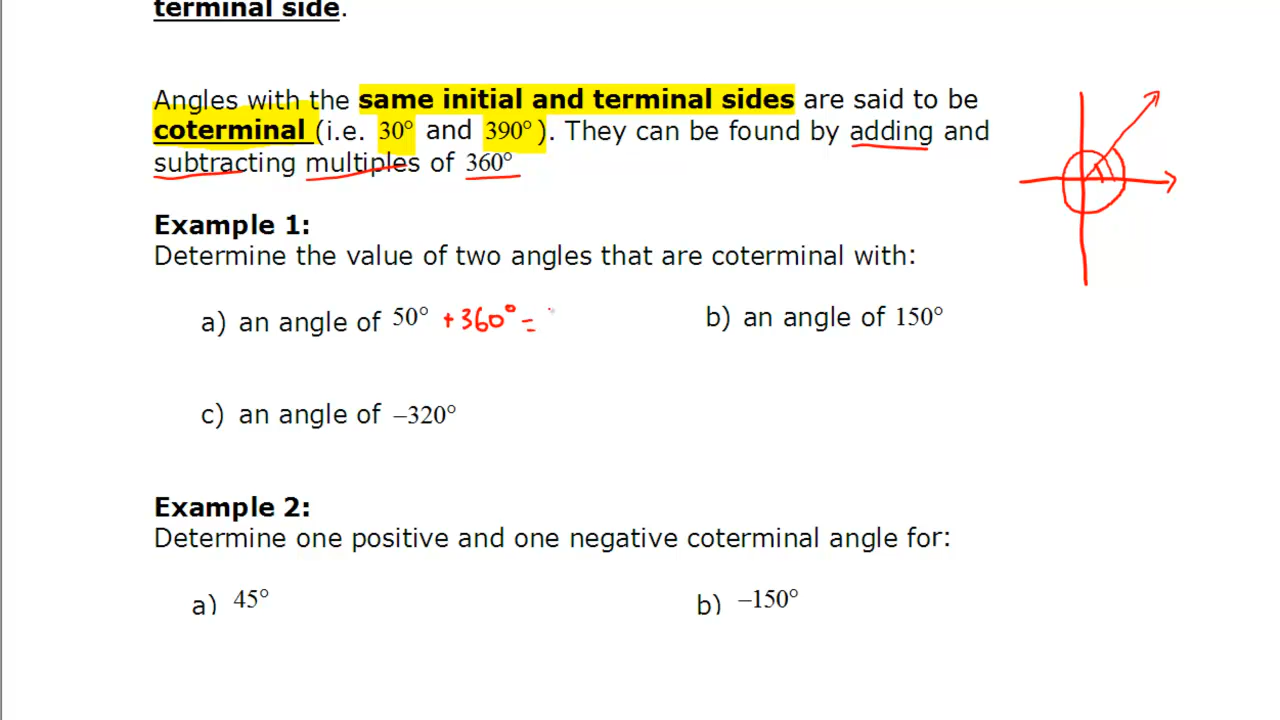 terminal side.
Angles with the same initial and terminal sides are said to be
coterminal (i.e. 30° and 390°). They can be found by adding and
subtracting multiples of 360°
Example 1:
Determine the value of two angles that are coterminal with:
a) an angle of 50° +360° = b) an angle of 150°
c) an angle of –320°
Example 2:
Determine one positive and one negative coterminal angle for:
a) 45° b) –150°